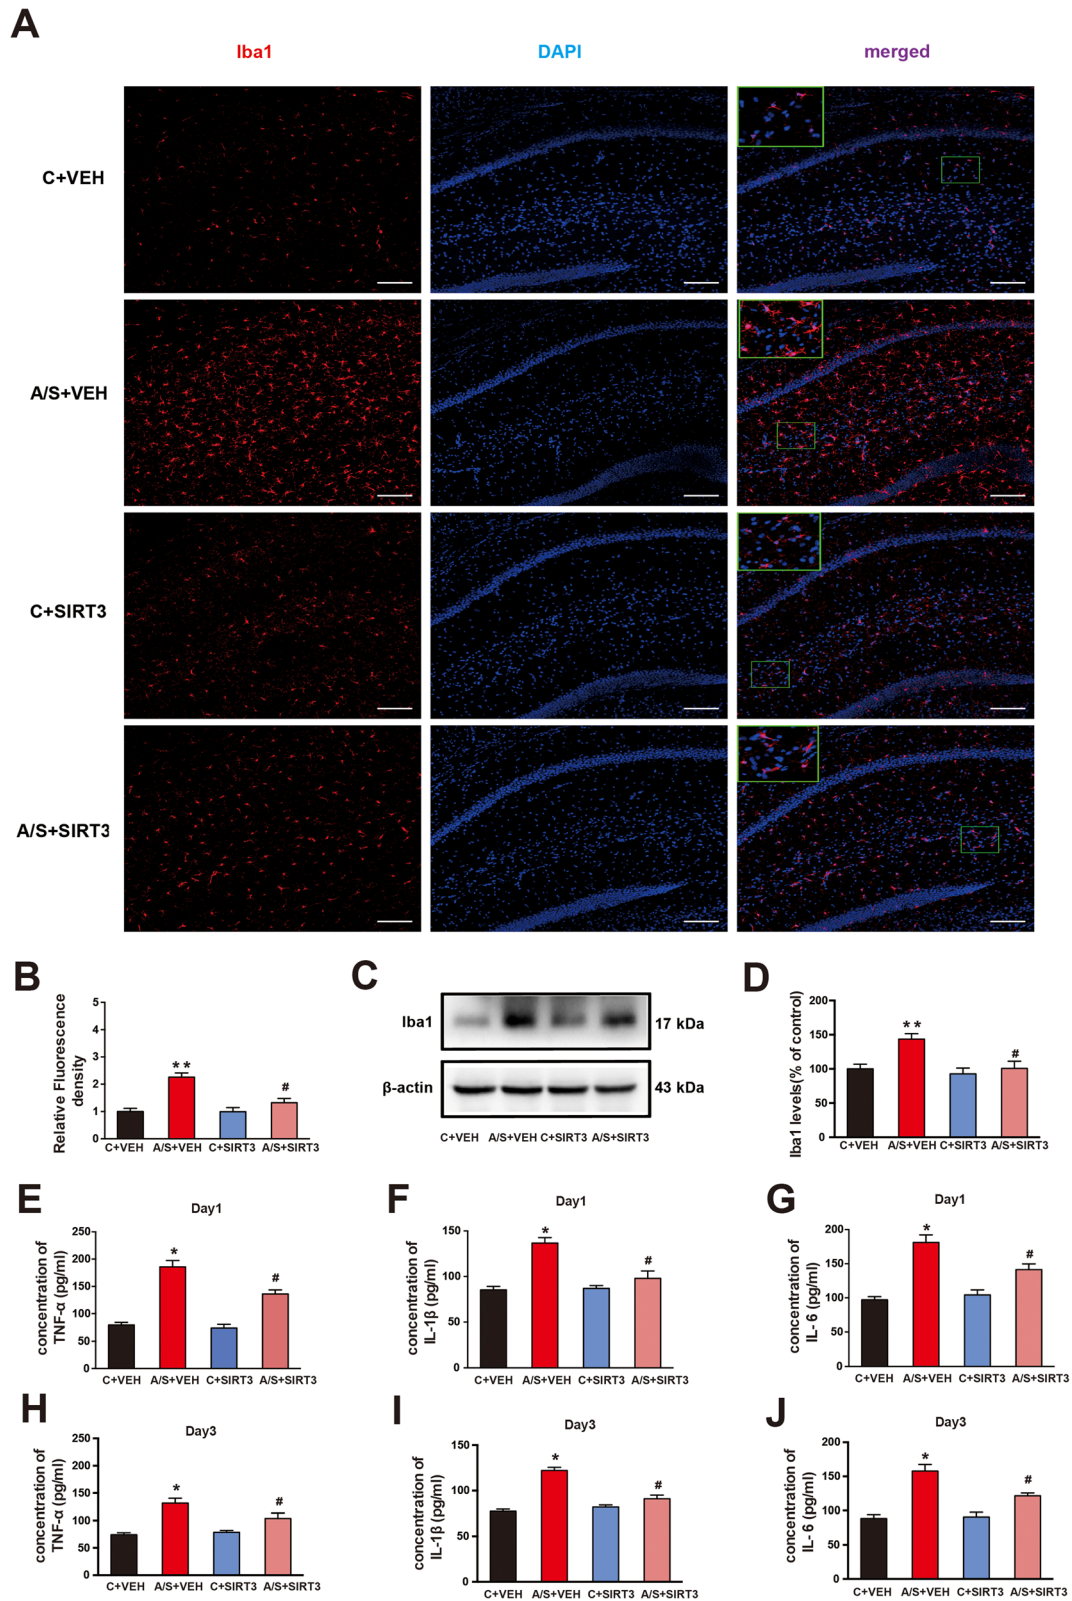 A
Iba1 DAPI merged
C+VEH
A/S+VEH
C+SIRT3
A/S+SIRT3
B
Relative Fluorescence
density
5
4
3
2
1
0
**
#
C+VEH A/S+VEH C+SIRT3 A/S+SIRT3
C
Iba1 17 kDa
β-actin 43 kDa
C+VEH A/S+VEH C+SIRT3 A/S+SIRT3
D
Iba1 levels(% of control)
200
150
100
50
0
**
#
C+VEH A/S+VEH C+SIRT3 A/S+SIRT3
E
Day1
concentration of
TNF-α (pg/ml)
250
200
150
100
50
0
*
#
C+VEH A/S+VEH C+SIRT3 A/S+SIRT3
F
Day1
concentration of
IL-1β (pg/ml)
150
100
50
0
*
#
C+VEH A/S+VEH C+SIRT3 A/S+SIRT3
G
Day1
concentration of
IL- 6 (pg/ml)
200
150
100
50
0
*
#
C+VEH A/S+VEH C+SIRT3 A/S+SIRT3
H
Day3
concentration of
TNF-α (pg/ml)
250
200
150
100
50
0
*
#
C+VEH A/S+VEH C+SIRT3 A/S+SIRT3
I
Day3
concentration of
IL-1β (pg/ml)
150
100
50
0
*
#
C+VEH A/S+VEH C+SIRT3 A/S+SIRT3
J
Day3
concentration of
IL- 6 (pg/ml)
200
150
100
50
0
*
#
C+VEH A/S+VEH C+SIRT3 A/S+SIRT3